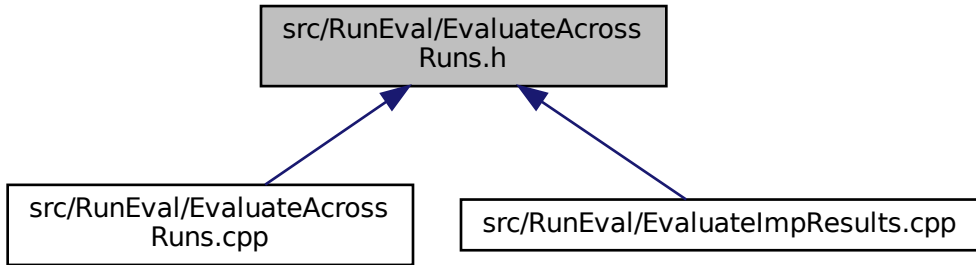 src/RunEval/EvaluateAcross
Runs.h
src/RunEval/EvaluateAcross
Runs.cpp
src/RunEval/EvaluateImpResults.cpp